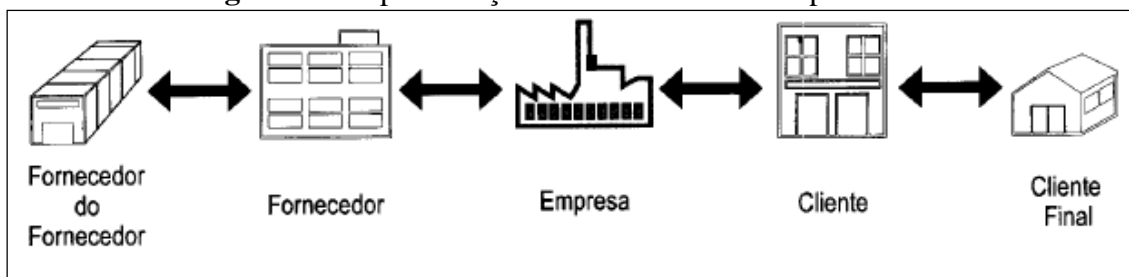 Fornecedor
do
Fornecedor
Fornecedor
Empresa
Cliente
Cliente
Final